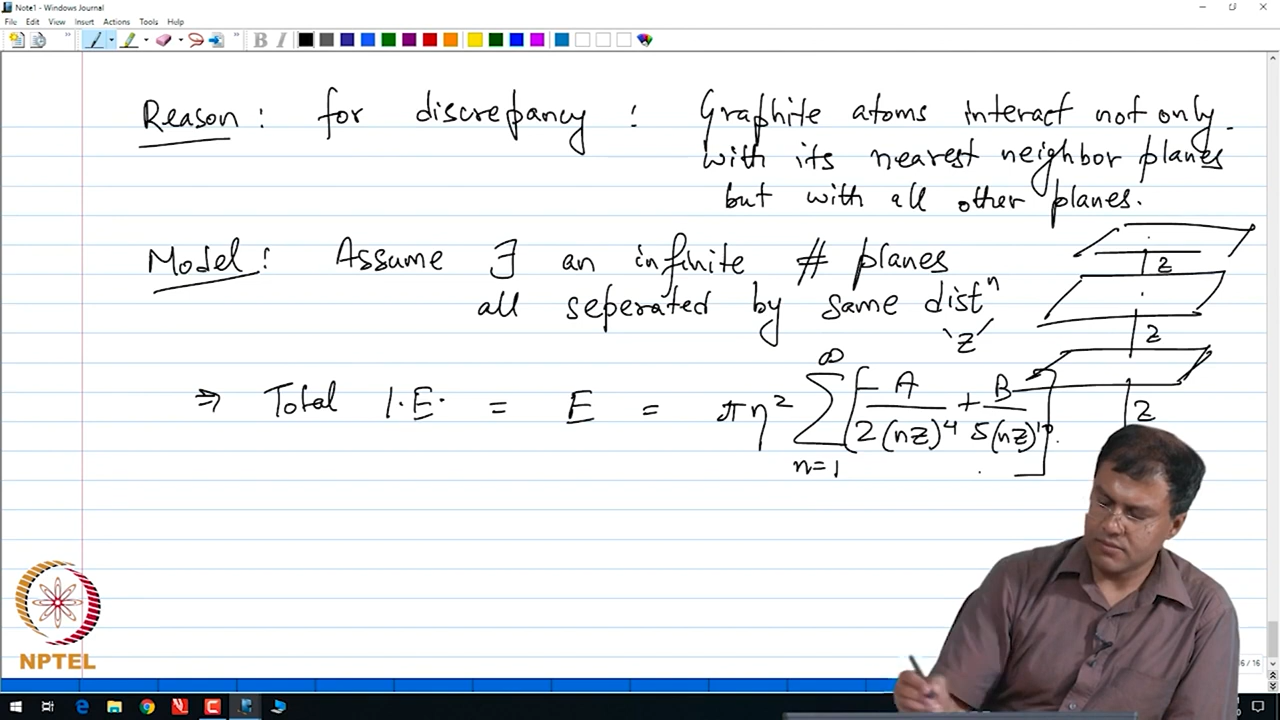 Note1 - Windows Journal
File Edit View Insert Actions Tools Help
B I
Reason : for discrepancy : Graphite atoms interact not only
with its nearest neighbor planes
but with all other planes.
Model : Assume ∃ an infinite # planes
all seperated by same distⁿ
'z'
z
z
z
⇒ Total I.E. = E = πη² ∑_{n=1}^{∞} [-A/2(nz)⁴ + B/5(nz)¹⁰]
NPTEL
16 / 16